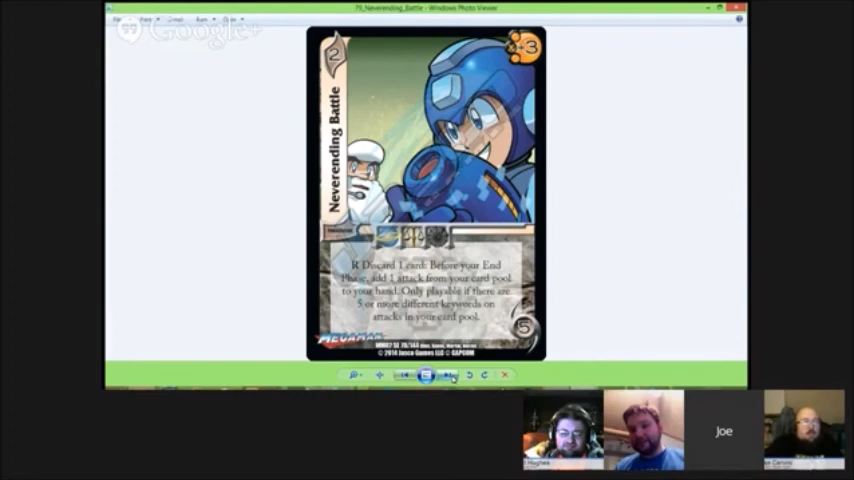 79_Neverending_Battle - Windows Photo Viewer
Google+
2
+3
Neverending Battle
R Discard 1 card: Before your End
Phase, add 1 attack from your card pool
to your hand. Only playable if there are
5 or more different keywords on
attacks in your card pool.
5
MEGAMAN
© 2014 Jasco Games LLC © CAPCOM
Hughes
Joe